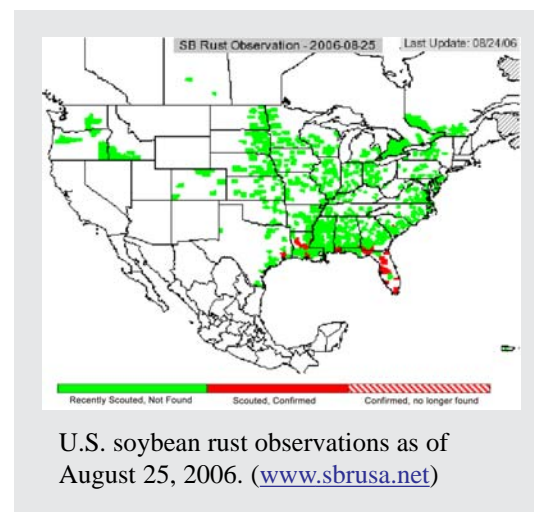 SB Rust Observation - 2006-08-25 Last Update: 08/24/06
Recently Scouted, Not Found Scouted, Confirmed Confirmed, no longer found
U.S. soybean rust observations as of
August 25, 2006. (www.sbrusa.net)